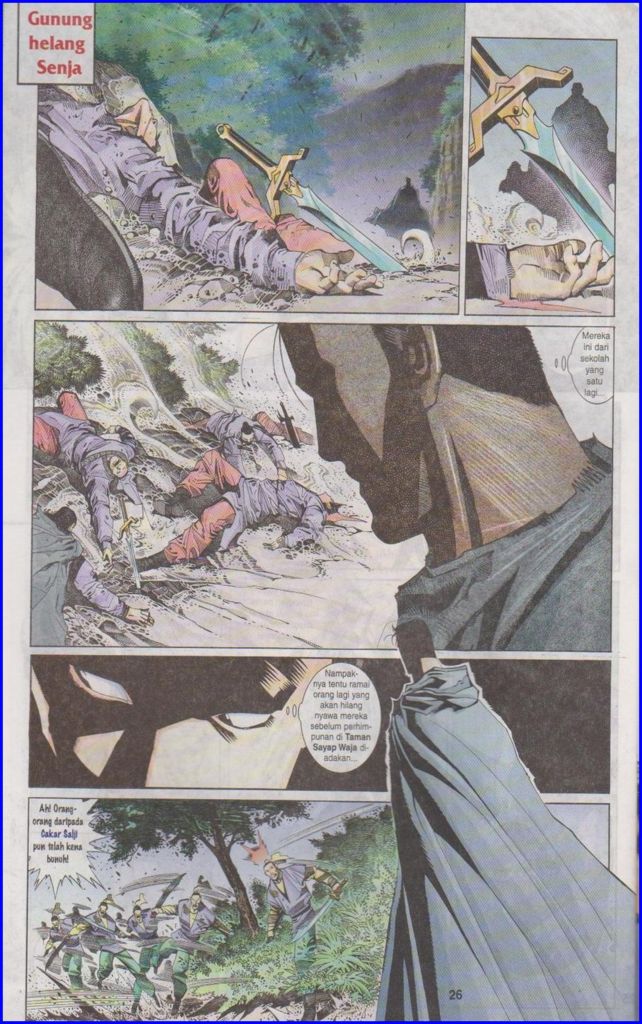 Gunung
helang
Senja
Mereka
ini dari
sekolah
yang
satu
lagi...
Nampak-
nya tentu ramai
orang lagi yang
akan hilang
nyawa mereka
sebelum perhim-
punan di Taman
Sayap Waja di-
adakan...
Ah! Orang-
orang daripada
Cakar Salji
pun telah kena
bunuh!
26